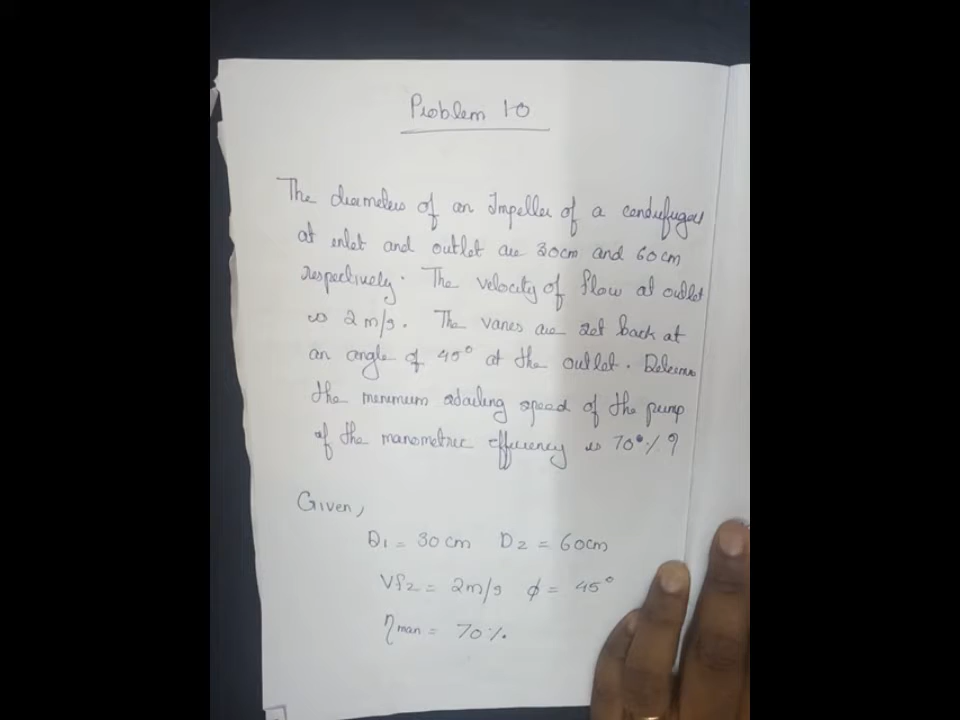 Problem 10
The diameters of an Impeller of a centrifugal
at inlet and outlet are 30cm and 60cm
respectively. The velocity of flow at outlet
is 2m/s. The vanes are set back at
an angle of 45° at the outlet. Determine
the minimum starting speed of the pump
if the manometric efficiency is 70% ?
Given,
D1 = 30cm D2 = 60cm
Vf2 = 2m/s ϕ = 45°
ηman = 70%.